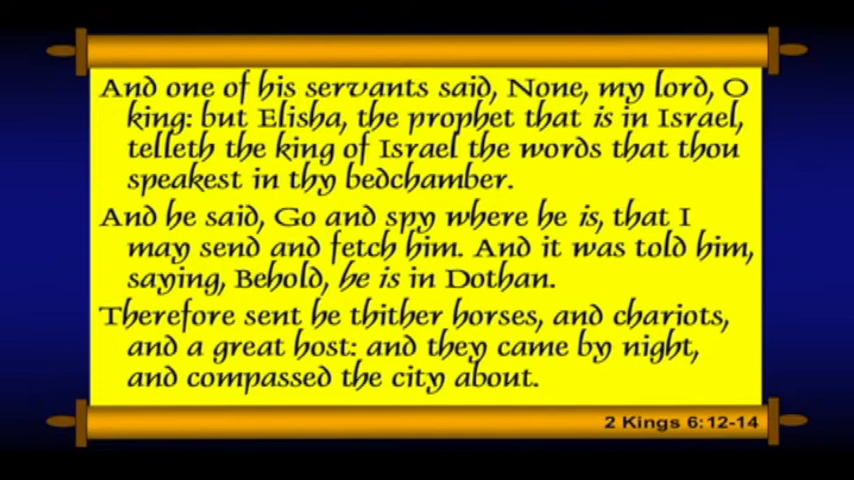 And one of his servants said, None, my lord, O
king: but Elisha, the prophet that is in Israel,
telleth the king of Israel the words that thou
speakest in thy bedchamber.
And he said, Go and spy where he is, that I
may send and fetch him. And it was told him,
saying, Behold, he is in Dothan.
Therefore sent he thither horses, and chariots,
and a great host: and they came by night,
and compassed the city about.
2 Kings 6:12-14